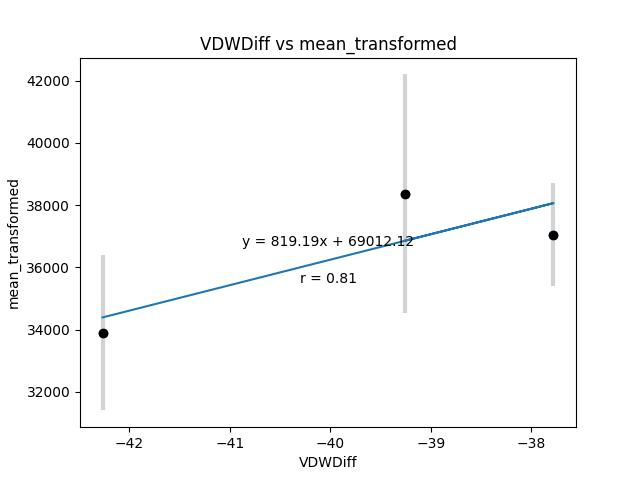 VDWDiff vs mean_transformed
mean_transformed
42000
40000
38000
36000
34000
32000
y = 819.19x + 69012.12
r = 0.81
−42
−41
−40
−39
−38
VDWDiff